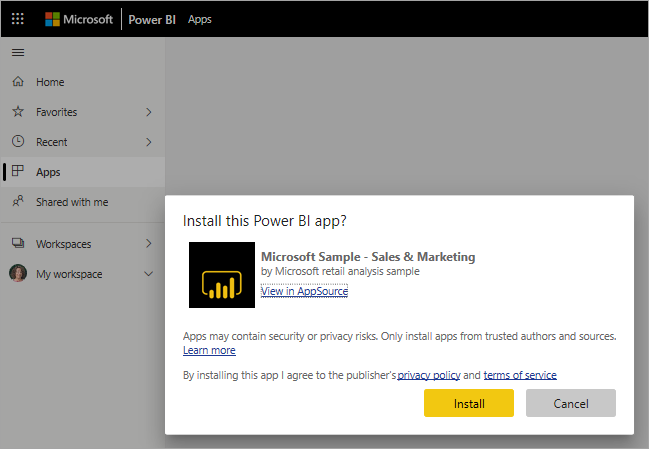 Microsoft Power BI Apps
Home
Favorites
Recent
Apps
Shared with me
Workspaces
My workspace
Install this Power BI app?
Microsoft Sample - Sales & Marketing
by Microsoft retail analysis sample
View in AppSource
Apps may contain security or privacy risks. Only install apps from trusted authors and sources.
Learn more
By installing this app I agree to the publisher's privacy policy and terms of service
Install Cancel